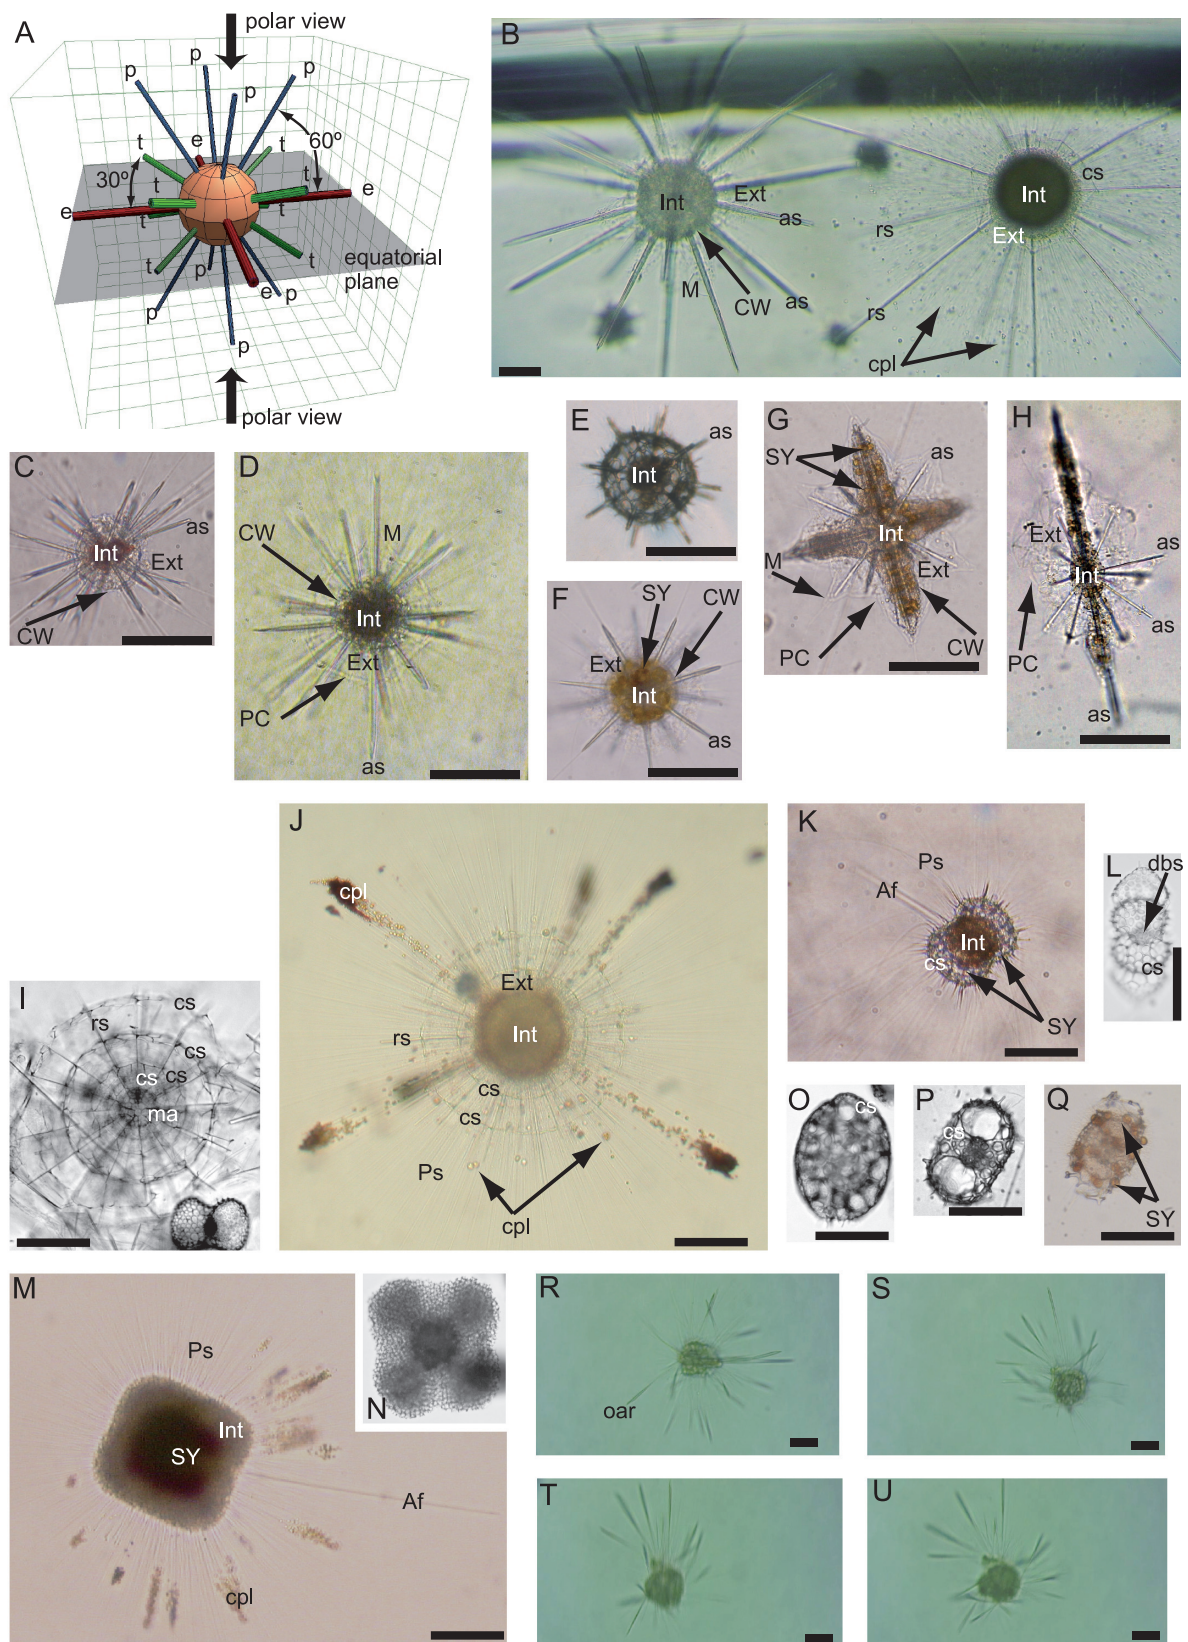 A
polar view
p
p
p
p
60º
t
e
t
30º
t
t
e
e
t
t
t
p
equatorial
plane
e
p
p
p
polar view
B
Int
Ext
as
M
CW
as
cs
Int
rs
Ext
rs
cpl
C
as
Int
Ext
CW
D
CW
M
Int
Ext
PC
as
E
as
Int
F
SY
CW
Ext
Int
as
G
SY
as
Int
M
Ext
PC
CW
H
Ext
as
Int
PC
as
as
I
cs
rs
cs
cs
cs
ma
J
cpl
Ext
Int
rs
cs
cs
Ps
cpl
K
Ps
Af
Int
cs
SY
L
dbs
cs
O
cs
P
cs
Q
SY
M
Ps
Int
SY
Af
cpl
N
R
oar
S
T
U